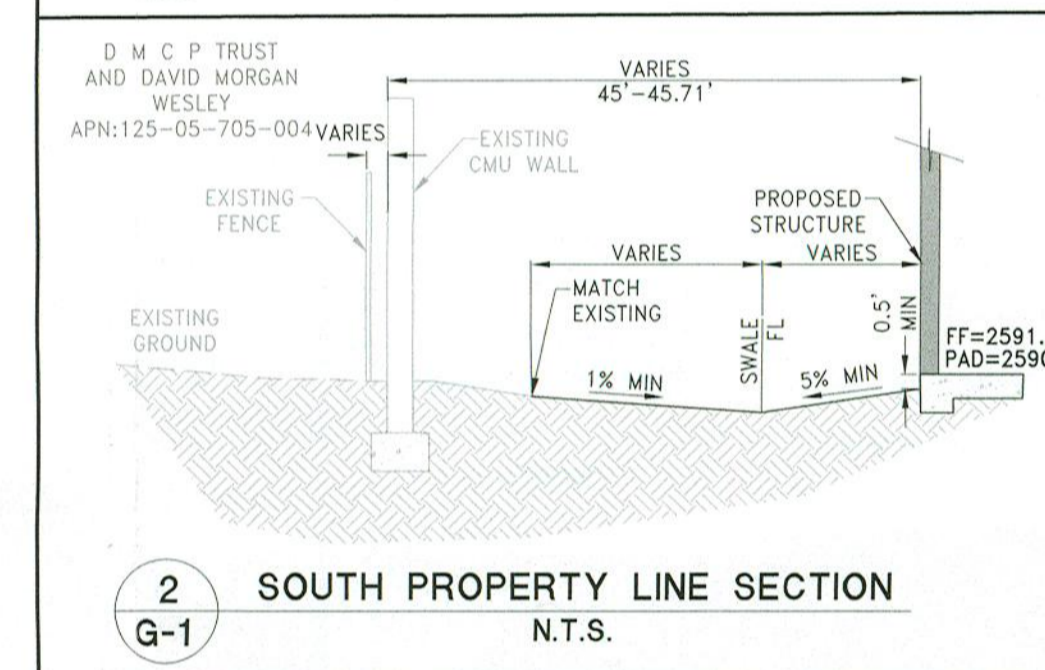 D M C P TRUST
AND DAVID MORGAN
WESLEY
APN:125-05-705-004
VARIES
VARIES
45'-45.71'
EXISTING
CMU WALL
EXISTING
FENCE
PROPOSED
STRUCTURE
VARIES
VARIES
MATCH
EXISTING
EXISTING
GROUND
SWALE
FL
0.5'
MIN
FF=2591.
PAD=2590
1% MIN
5% MIN
2
G-1
SOUTH PROPERTY LINE SECTION
N.T.S.